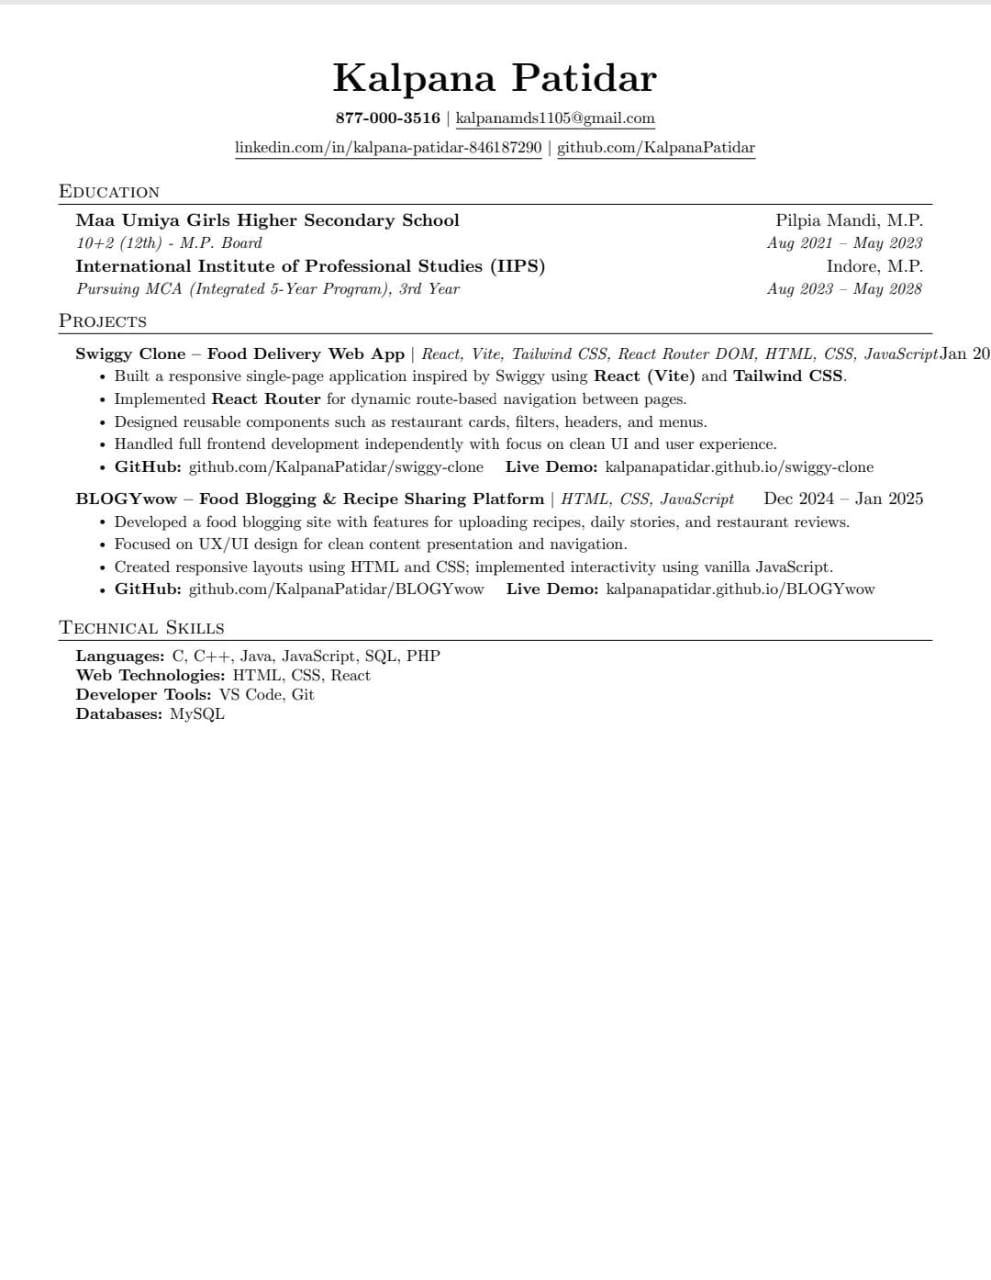 Kalpana Patidar
877-000-3516 | kalpanamds1105@gmail.com
linkedin.com/in/kalpana-patidar-846187290 | github.com/KalpanaPatidar
Education
Maa Umiya Girls Higher Secondary School Pilpia Mandi, M.P.
10+2 (12th) - M.P. Board Aug 2021 – May 2023
International Institute of Professional Studies (IIPS) Indore, M.P.
Pursuing MCA (Integrated 5-Year Program), 3rd Year Aug 2023 – May 2028
Projects
Swiggy Clone – Food Delivery Web App | React, Vite, Tailwind CSS, React Router DOM, HTML, CSS, JavaScriptJan 20
• Built a responsive single-page application inspired by Swiggy using React (Vite) and Tailwind CSS.
• Implemented React Router for dynamic route-based navigation between pages.
• Designed reusable components such as restaurant cards, filters, headers, and menus.
• Handled full frontend development independently with focus on clean UI and user experience.
• GitHub: github.com/KalpanaPatidar/swiggy-clone Live Demo: kalpanapatidar.github.io/swiggy-clone
BLOGYwow – Food Blogging & Recipe Sharing Platform | HTML, CSS, JavaScript Dec 2024 – Jan 2025
• Developed a food blogging site with features for uploading recipes, daily stories, and restaurant reviews.
• Focused on UX/UI design for clean content presentation and navigation.
• Created responsive layouts using HTML and CSS; implemented interactivity using vanilla JavaScript.
• GitHub: github.com/KalpanaPatidar/BLOGYwow Live Demo: kalpanapatidar.github.io/BLOGYwow
Technical Skills
Languages: C, C++, Java, JavaScript, SQL, PHP
Web Technologies: HTML, CSS, React
Developer Tools: VS Code, Git
Databases: MySQL